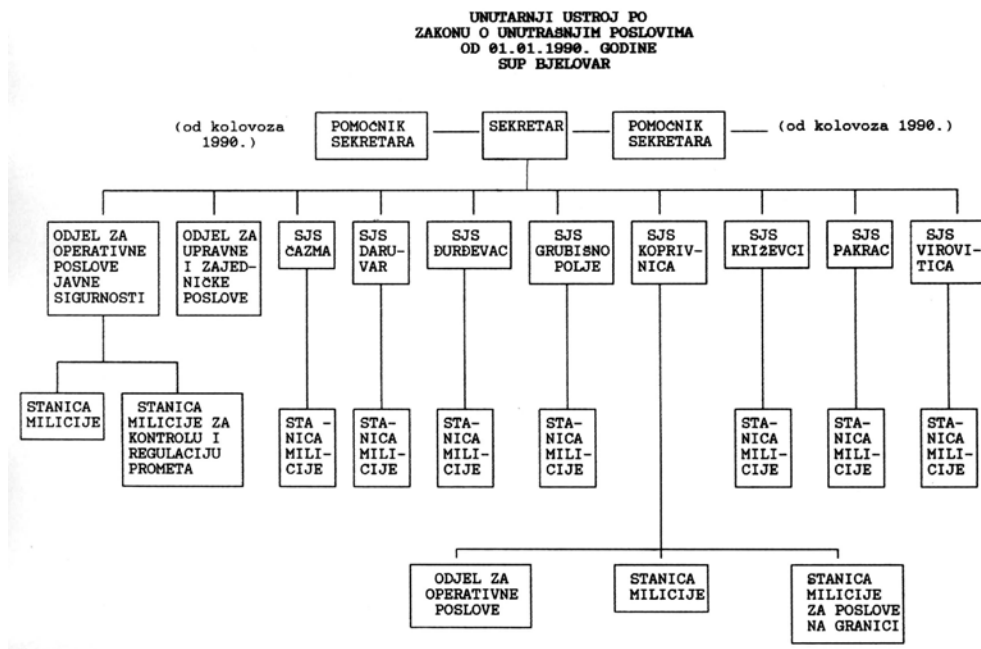 UNUTARNJI USTROJ PO
ZAKONU O UNUTRAŠNJIM POSLOVIMA
OD 01.01.1990. GODINE
SUP BJELOVAR
(od kolovoza
1990.)
POMOĆNIK
SEKRETARA
SEKRETAR
POMOĆNIK
SEKRETARA
(od kolovoza 1990.)
ODJEL ZA
OPERATIVNE
POSLOVE
JAVNE
SIGURNOSTI
ODJEL ZA
UPRAVNE
I ZAJED-
NIČKE
POSLOVE
SJS
ČAZMA
SJS
DARU-
VAR
SJS
ĐURĐEVAC
SJS
GRUBIŠNO
POLJE
SJS
KOPRIV-
NICA
SJS
KRIŽEVCI
SJS
PAKRAC
SJS
VIROVI-
TICA
STANICA
MILICIJE
STANICA
MILICIJE ZA
KONTROLU I
REGULACIJU
PROMETA
STA -
NICA
MILI-
CIJE
STA-
NICA
MILI-
CIJE
STA-
NICA
MILI-
CIJE
STA-
NICA
MILI-
CIJE
STA-
NICA
MILI-
CIJE
STA-
NICA
MILI-
CIJE
STA-
NICA
MILI-
CIJE
ODJEL ZA
OPERATIVNE
POSLOVE
STANICA
MILICIJE
STANICA
MILICIJE
ZA POSLOVE
NA GRANICI